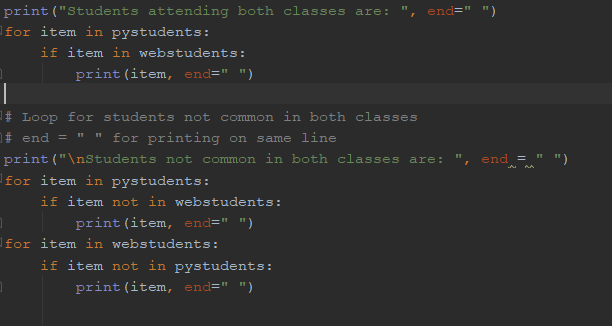 print("Students attending both classes are: ", end=" ")
for item in pystudents:
    if item in webstudents:
        print(item, end=" ")
# Loop for students not common in both classes
# end = " " for printing on same line
print("\nStudents not common in both classes are: ", end = " ")
for item in pystudents:
    if item not in webstudents:
        print(item, end=" ")
for item in webstudents:
    if item not in pystudents:
        print(item, end=" ")